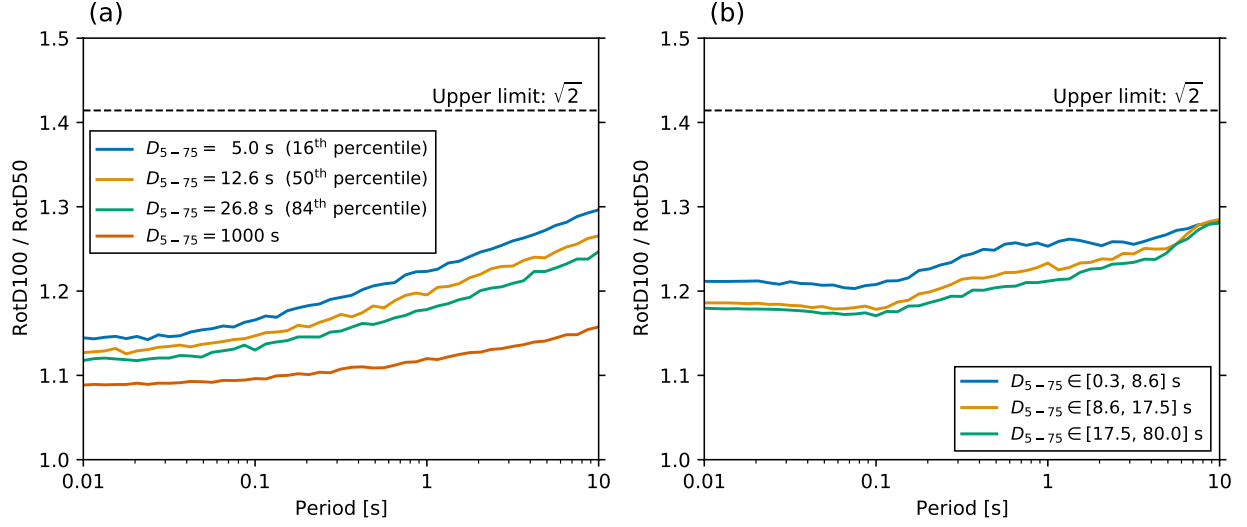 (a)
RotD100 / RotD50
1.5
1.4
1.3
1.2
1.1
1.0
Upper limit: √2
D₅₋₇₅ = 5.0 s (16ᵗʰ percentile)
D₅₋₇₅ = 12.6 s (50ᵗʰ percentile)
D₅₋₇₅ = 26.8 s (84ᵗʰ percentile)
D₅₋₇₅ = 1000 s
0.01 0.1 1 10
Period [s]
(b)
RotD100 / RotD50
1.5
1.4
1.3
1.2
1.1
1.0
Upper limit: √2
D₅₋₇₅ ∈ [0.3, 8.6] s
D₅₋₇₅ ∈ [8.6, 17.5] s
D₅₋₇₅ ∈ [17.5, 80.0] s
0.01 0.1 1 10
Period [s]